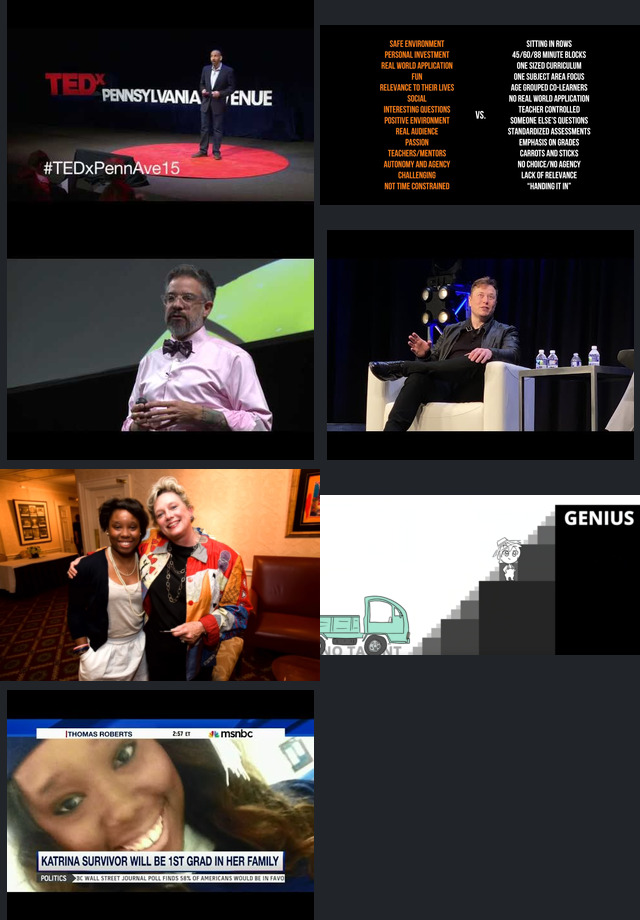 TEDx
PENNSYLVANIA
ENUE
#TEDxPennAve15
SAFE ENVIRONMENT
PERSONAL INVESTMENT
REAL WORLD APPLICATION
FUN
RELEVANCE TO THEIR LIVES
SOCIAL
INTERESTING QUESTIONS
POSITIVE ENVIRONMENT
REAL AUDIENCE
PASSION
TEACHERS/MENTORS
AUTONOMY AND AGENCY
CHALLENGING
NOT TIME CONSTRAINED
VS.
SITTING IN ROWS
45/60/88 MINUTE BLOCKS
ONE SIZED CURRICULUM
ONE SUBJECT AREA FOCUS
AGE GROUPED CO-LEARNERS
NO REAL WORLD APPLICATION
TEACHER CONTROLLED
SOMEONE ELSE'S QUESTIONS
STANDARDIZED ASSESSMENTS
EMPHASIS ON GRADES
CARROTS AND STICKS
NO CHOICE/NO AGENCY
LACK OF RELEVANCE
"HANDING IT IN"
GENIUS
NO TA NT
THOMAS ROBERTS 2:57 ET msnbc
KATRINA SURVIVOR WILL BE 1ST GRAD IN HER FAMILY
POLITICS BC WALL STREET JOURNAL POLL FINDS 58% OF AMERICANS WOULD BE IN FAVO